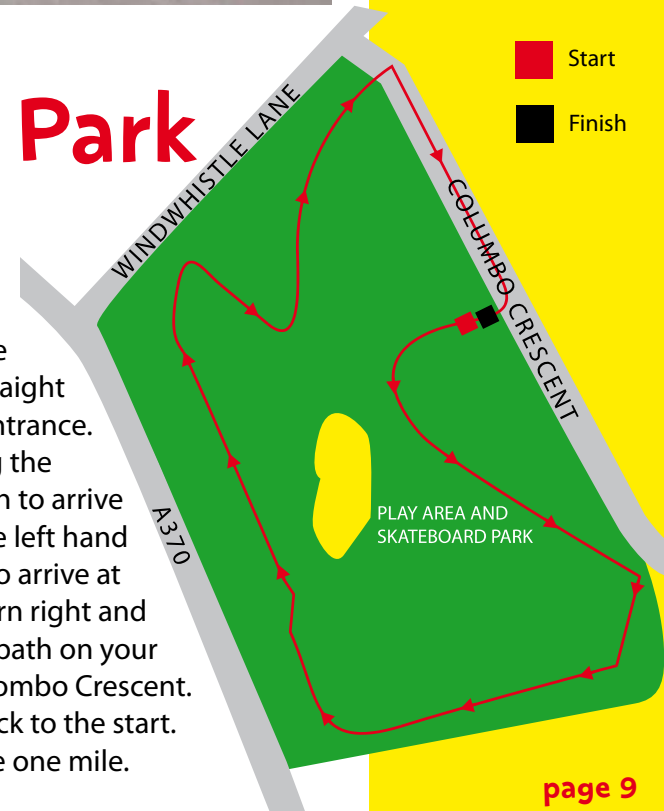 Park
Start
Finish
WINDWHISTLE LANE
COLUMBO CRESCENT
A370
PLAY AREA AND
SKATEBOARD PARK
e
aight
ntrance.
g the
n to arrive
e left hand
o arrive at
rn right and
path on your
ombo Crescent.
ck to the start.
e one mile.
page 9